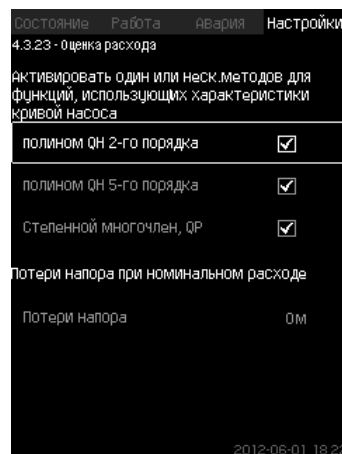 Состояние Работа Авария Настройки
4.3.23 - Оценка расхода
Активировать один или неск.методов для
функций, использующих характеристики
кривой насоса
полином QH 2-го порядка
полином QH 5-го порядка
Степенной многочлен, QP
Потери напора при номинальном расходе
Потери напора 0м
2012-06-01 18:22